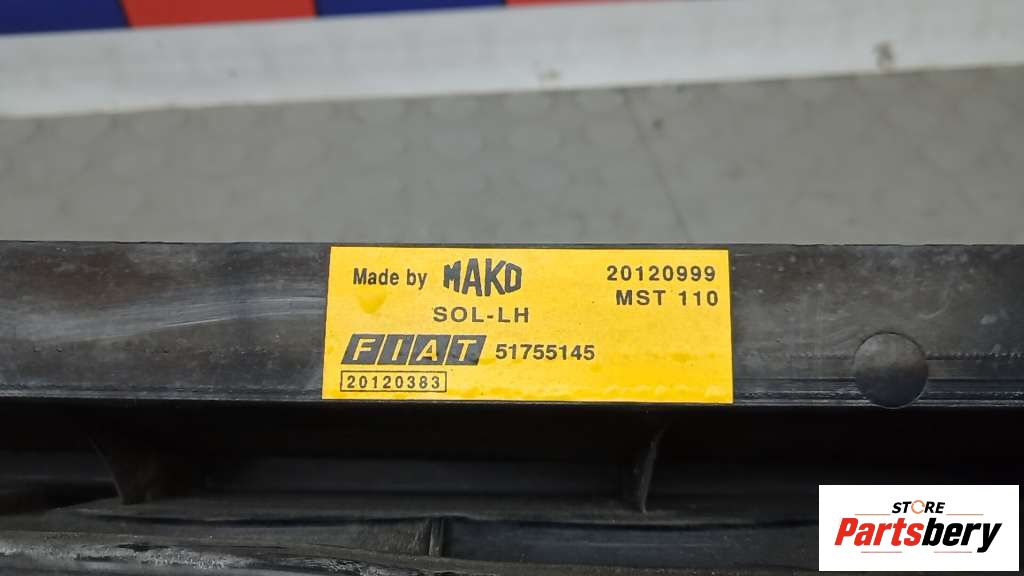 Made by MAKO 20120999
MST 110
SOL-LH
FIAT 51755145
20120383
STORE
Partsbery